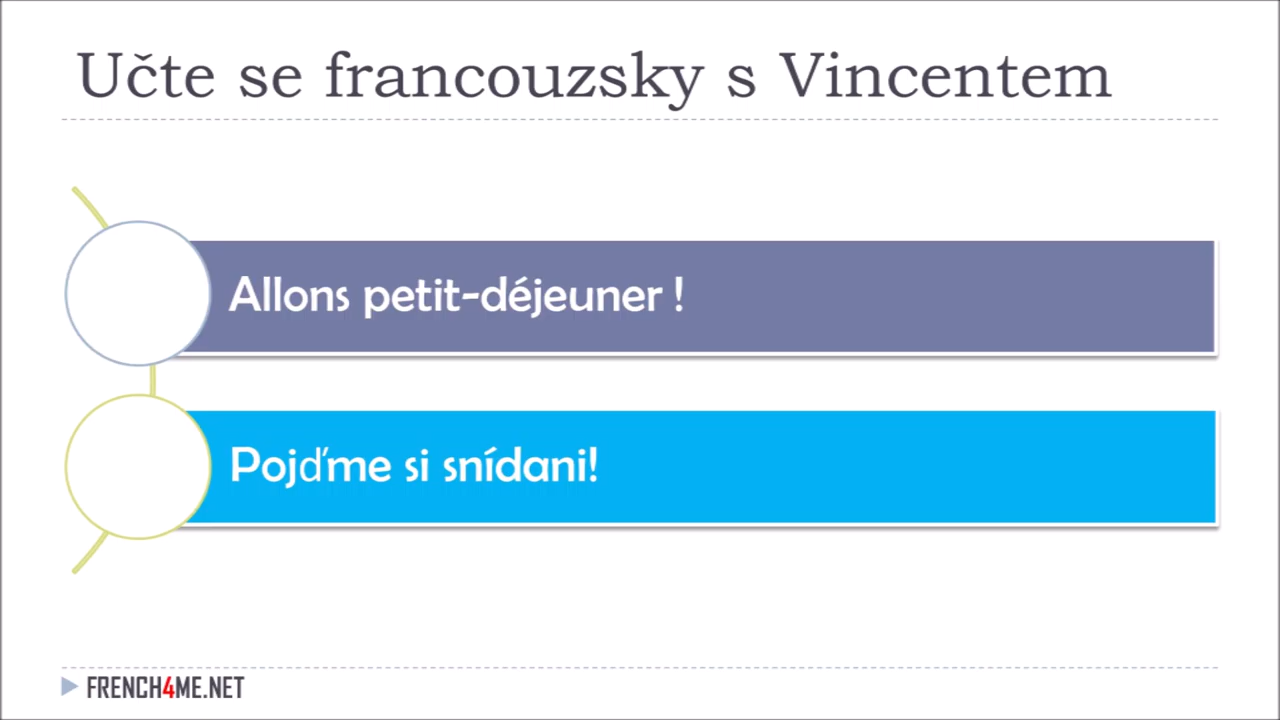 Učte se francouzsky s Vincentem
Allons petit-déjeuner !
Pojďme si snídani!
FRENCH4ME.NET